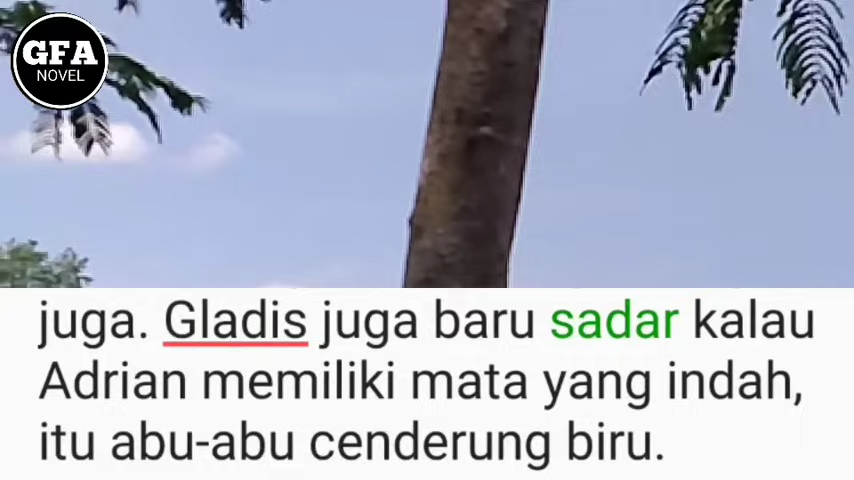 GFA
NOVEL
juga. Gladis juga baru sadar kalau
Adrian memiliki mata yang indah,
itu abu-abu cenderung biru.